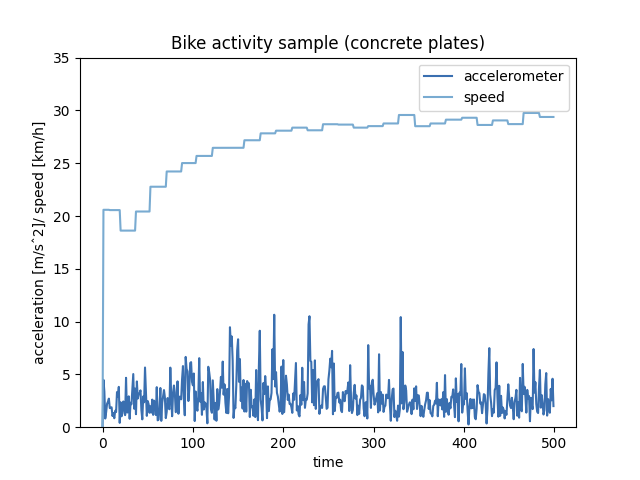 Bike activity sample (concrete plates)
accelerometer
speed
acceleration [m/s^2]/ speed [km/h]
35
30
25
20
15
10
5
0
0 100 200 300 400 500
time